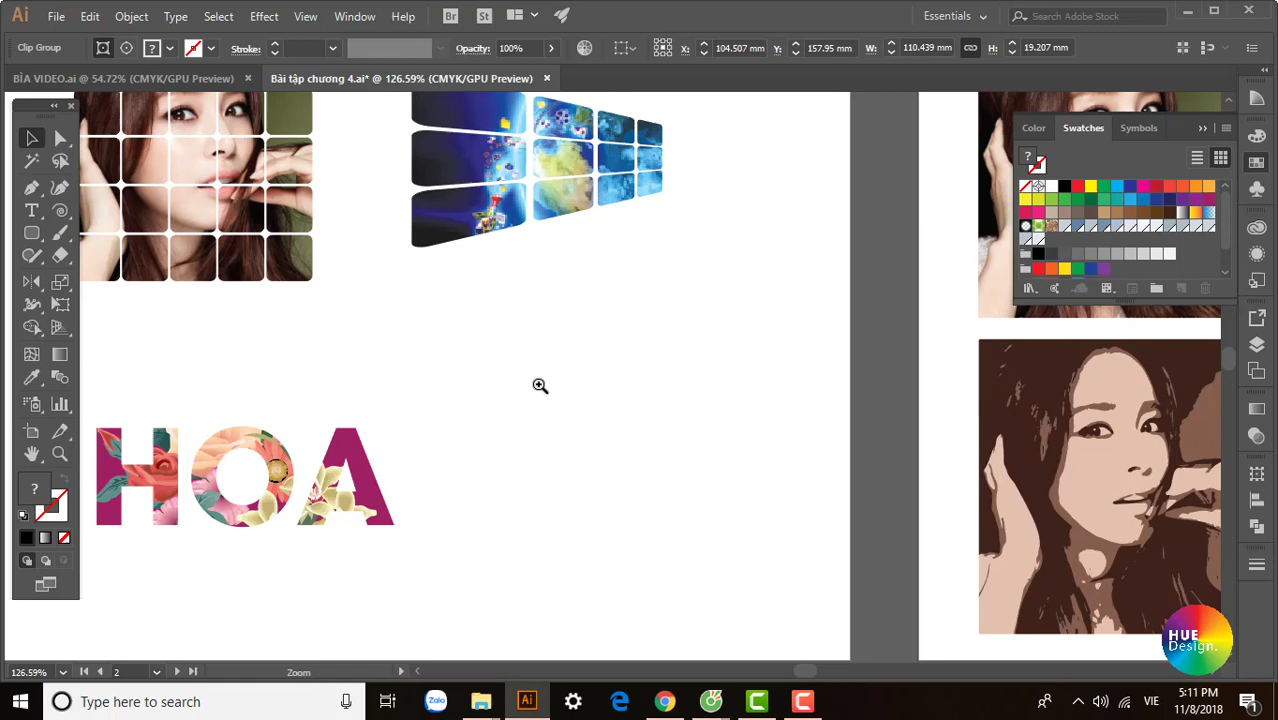 Ai File Edit Object Type Select Effect View Window Help Br St Essentials Search Adobe Stock
Clip Group ? Stroke: Opacity: 100% X: 104.507 mm Y: 157.95 mm W: 110.439 mm H: 19.207 mm
BÌA VIDEO.ai @ 54.72% (CMYK/GPU Preview) × Bài tập chương 4.ai* @ 126.59% (CMYK/GPU Preview) ×
Color Swatches Symbols
?
HOA
?
HUE
Design.
126.59% 2 Zoom
Type here to search Zalo Ai VIE 5:11 PM
11/8/2018 1